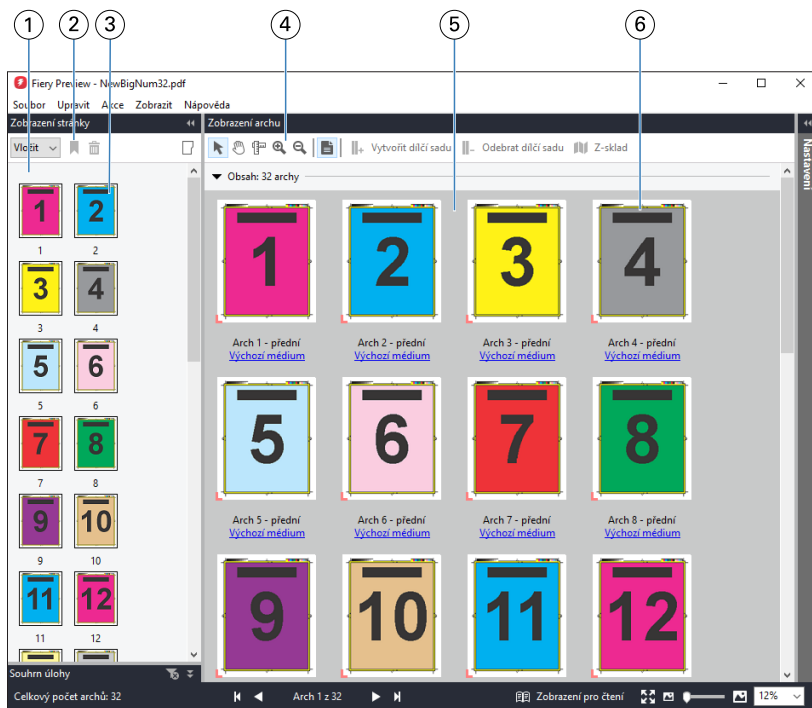 1 2 3 4 5 6
Fiery Preview - NewBigNum32.pdf
Soubor Upravit Akce Zobrazit Nápověda
Zobrazení stránky Zobrazení archu
Vložit Vytvořit dílčí sadu Odebrat dílčí sadu Z-sklad
Nastavení
Obsah: 32 archy
1 2
1 2
3 4
3 4
5 6
5 6
7 8
7 8
9 10
9 10
11 12
11 12
1 2 3 4
Arch 1 - přední Arch 2 - přední Arch 3 - přední Arch 4 - přední
Výchozí médium Výchozí médium Výchozí médium Výchozí médium
5 6 7 8
Arch 5 - přední Arch 6 - přední Arch 7 - přední Arch 8 - přední
Výchozí médium Výchozí médium Výchozí médium Výchozí médium
9 10 11 12
Souhrn úlohy
Celkový počet archů: 32 Arch 1 z 32 Zobrazení pro čtení 12%